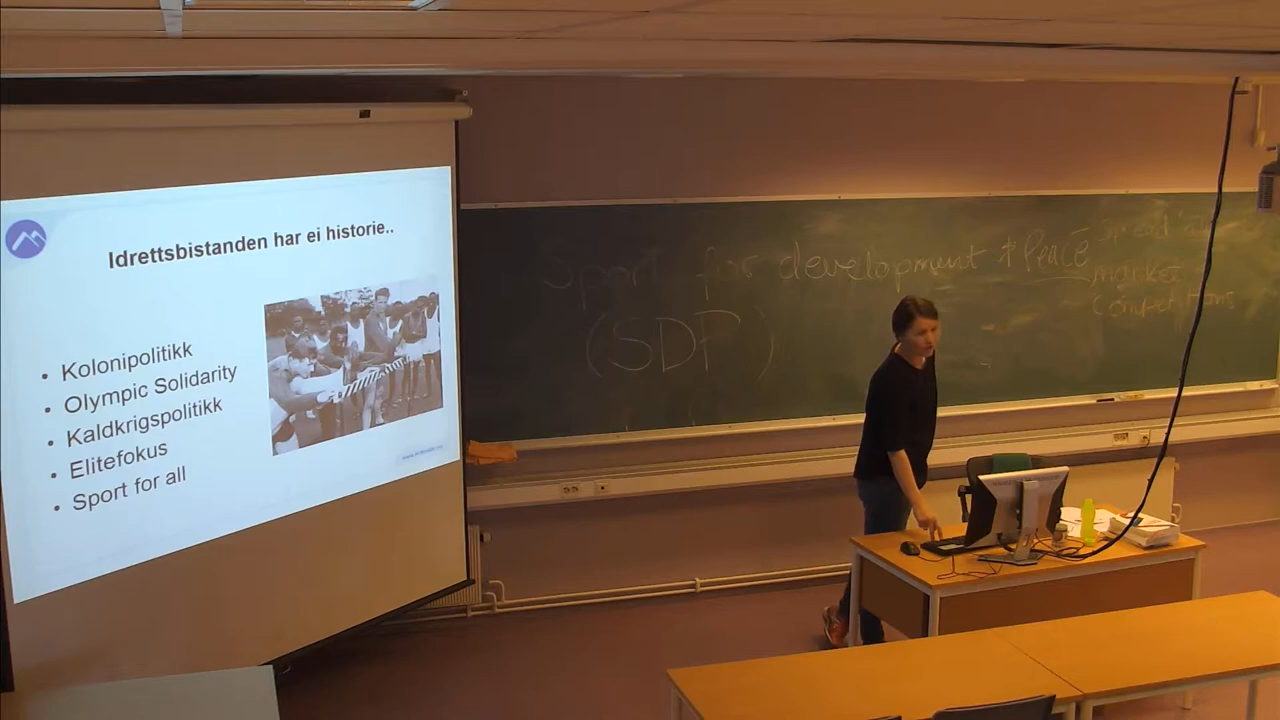 Idrettsbistanden har ei historie..
• Kolonipolitikk
• Olympic Solidarity
• Kaldkrigspolitikk
• Elitefokus
• Sport for all
Sport for development + Peace
(SDP)
spread
market
competitions